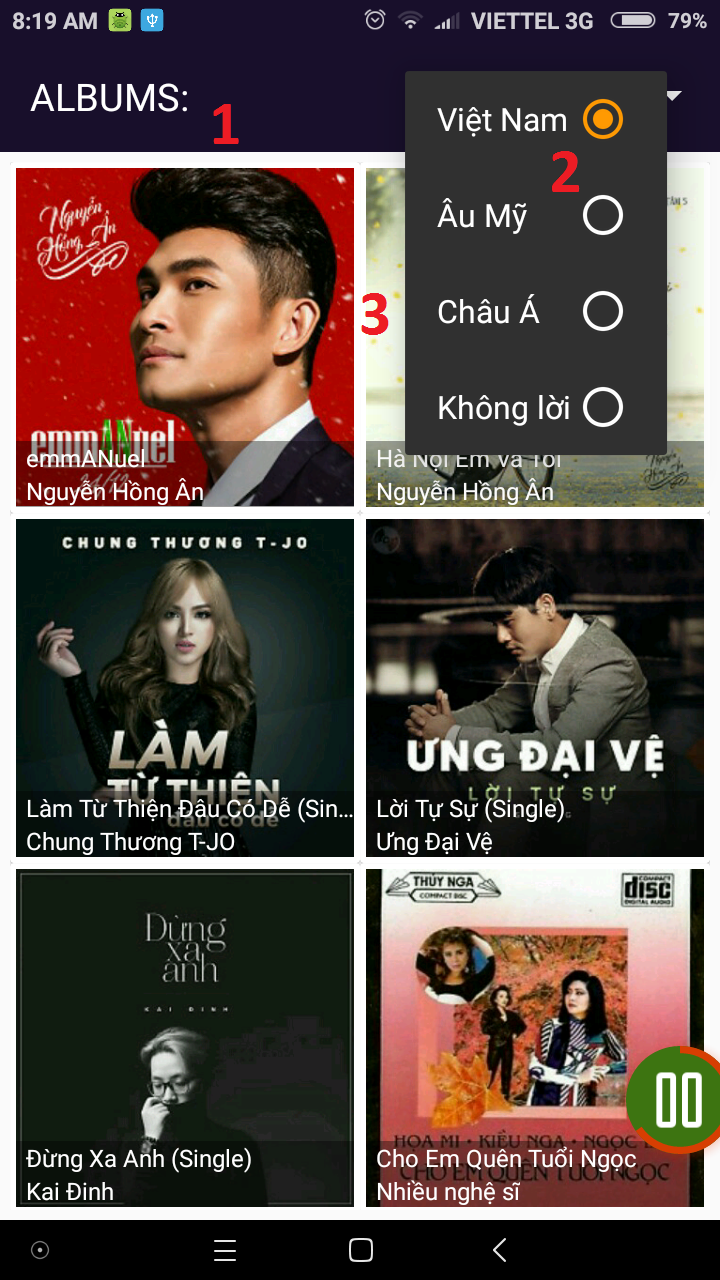 8:19 AM VIETTEL 3G 79%
ALBUMS:
1
Việt Nam
2
Âu Mỹ
3
Châu Á
Không lời
Nguyễn
Hồng Ân
emmANuel
emmANuel
Nguyễn Hồng Ân
Hà Nội Em Và Tôi
Nguyễn Hồng Ân
CHUNG THƯƠNG T-JO
LÀM
TỪ THIỆN
đâu có dễ
Làm Từ Thiện Đâu Có Dễ (Sin...
Chung Thương T-JO
ƯNG ĐẠI VỆ
LỜI TỰ SỰ
Lời Tự Sự (Single)
Ưng Đại Vệ
Đừng
xa
anh
KAI ĐINH
Đừng Xa Anh (Single)
Kai Đinh
THÚY NGA
COMPACT DISC
COMPACT
disc
DIGITAL AUDIO
HỌA MI • KIỀU NGA • NGỌC
CHO EM QUÊN TUỔI NGỌC
Cho Em Quên Tuổi Ngọc
Nhiều nghệ sĩ